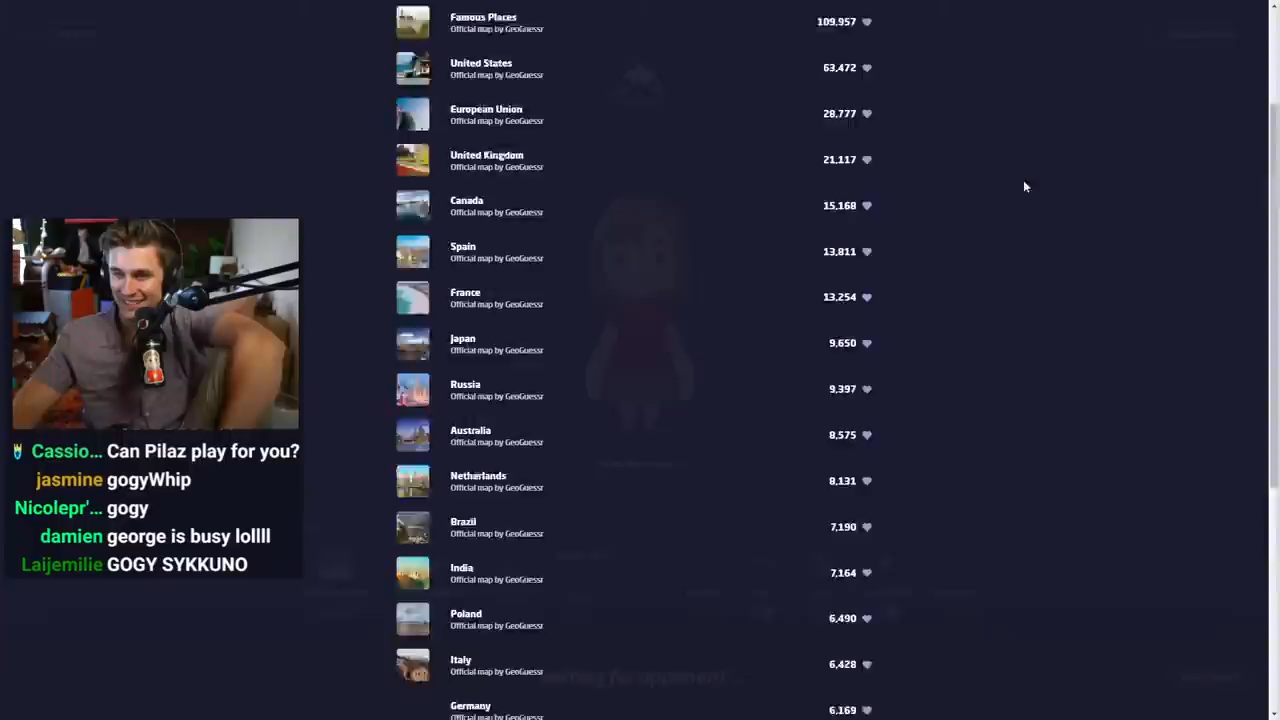 Famous Places
Official map by GeoGuessr
109,957
United States
Official map by GeoGuessr
63,472
European Union
Official map by GeoGuessr
28,777
United Kingdom
Official map by GeoGuessr
21,117
Canada
Official map by GeoGuessr
15,168
Spain
Official map by GeoGuessr
13,811
France
Official map by GeoGuessr
13,254
Japan
Official map by GeoGuessr
9,650
Russia
Official map by GeoGuessr
9,397
Australia
Official map by GeoGuessr
8,575
Netherlands
Official map by GeoGuessr
8,131
Brazil
Official map by GeoGuessr
7,190
India
Official map by GeoGuessr
7,164
Poland
Official map by GeoGuessr
6,490
Italy
Official map by GeoGuessr
6,428
Germany
6,169
Waiting for opponent
Cassio... Can Pilaz play for you?
jasmine gogyWhip
Nicolepr'... gogy
damien george is busy lollll
Laijemilie GOGY SYKKUNO